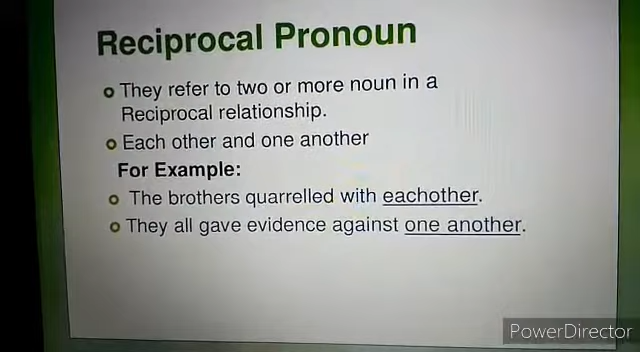 Reciprocal Pronoun
They refer to two or more noun in a
Reciprocal relationship.
Each other and one another
For Example:
The brothers quarrelled with eachother.
They all gave evidence against one another.
PowerDirector